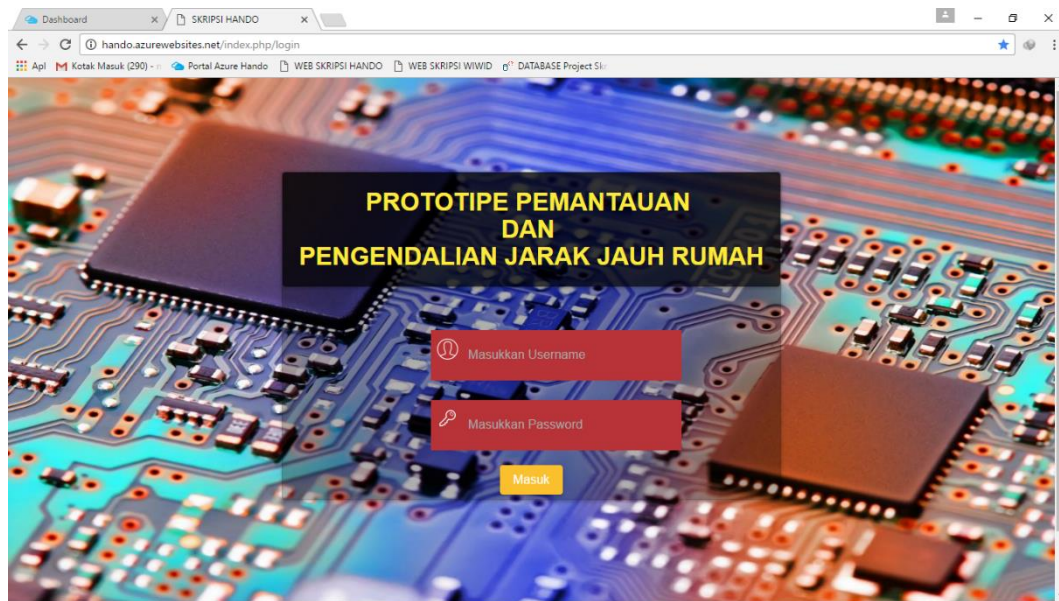 Dashboard
SKRIPSI HANDO
hando.azurewebsites.net/index.php/login
Apl
Kotak Masuk (290) -
Portal Azure Hando
WEB SKRIPSI HANDO
WEB SKRIPSI WIWID
DATABASE Project Sk
PROTOTIPE PEMANTAUAN
DAN
PENGENDALIAN JARAK JAUH RUMAH
Masukkan Username
Masukkan Password
Masuk